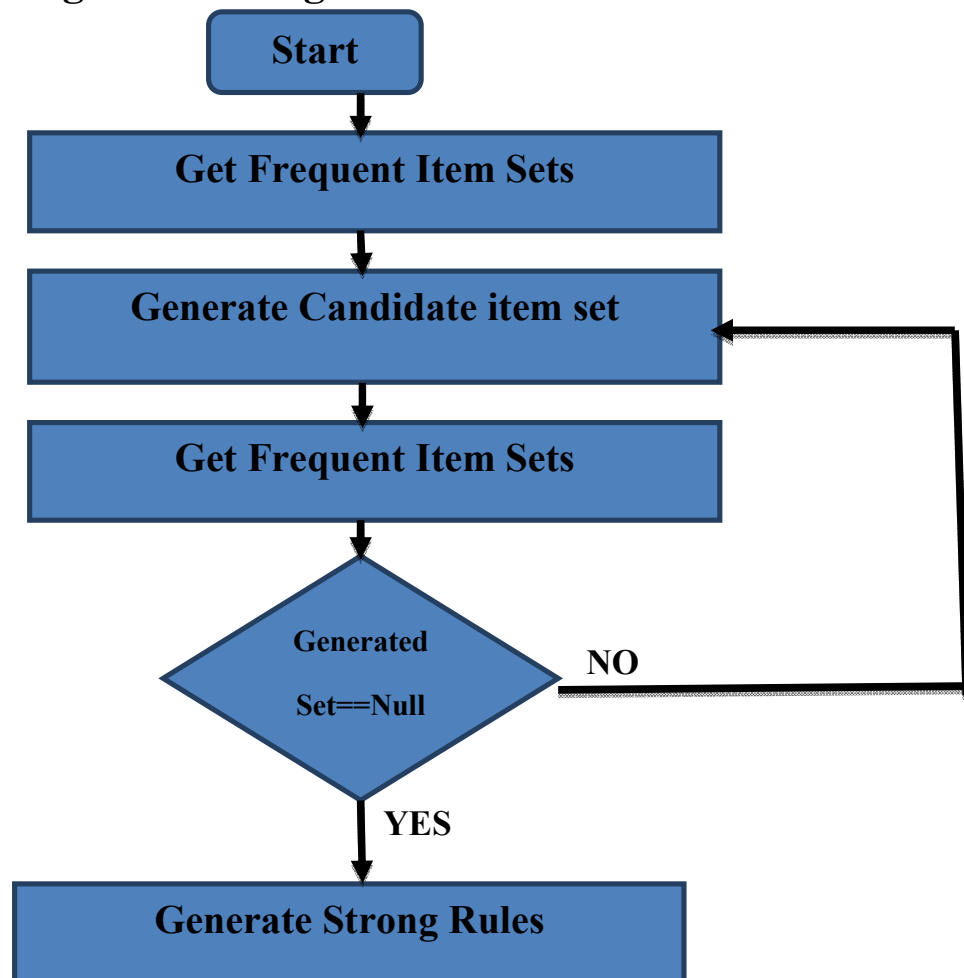 Start
Get Frequent Item Sets
Generate Candidate item set
Get Frequent Item Sets
Generated
Set==Null
NO
YES
Generate Strong Rules